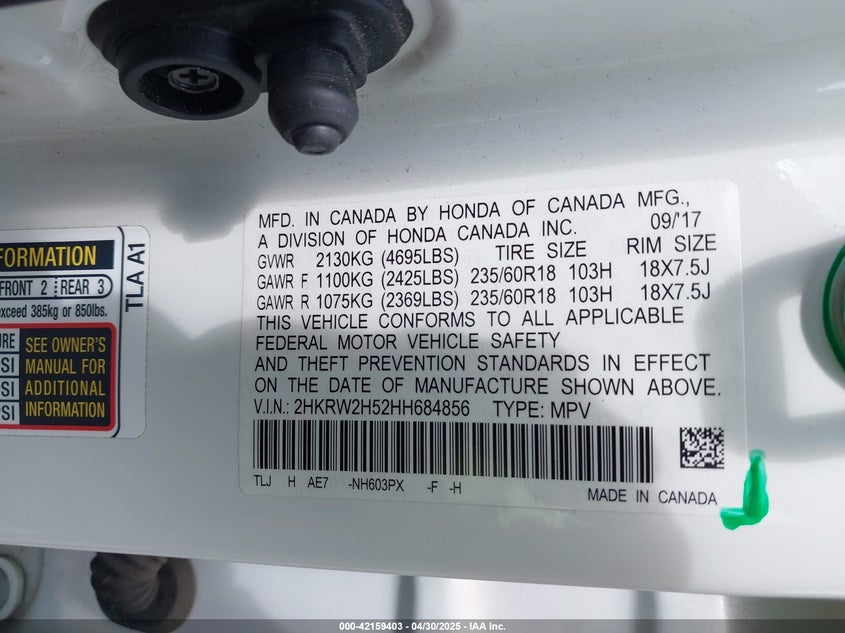 MFD. IN CANADA BY HONDA OF CANADA MFG.,
A DIVISION OF HONDA CANADA INC. 09/'17
GVWR 2130KG (4695LBS) TIRE SIZE RIM SIZE
GAWR F 1100KG (2425LBS) 235/60R18 103H 18X7.5J
GAWR R 1075KG (2369LBS) 235/60R18 103H 18X7.5J
THIS VEHICLE CONFORMS TO ALL APPLICABLE
FEDERAL MOTOR VEHICLE SAFETY
AND THEFT PREVENTION STANDARDS IN EFFECT
ON THE DATE OF MANUFACTURE SHOWN ABOVE.
V.I.N.: 2HKRW2H52HH684856 TYPE: MPV
TLJ H AE7 -NH603PX -F -H
MADE IN CANADA
FRONT 2 REAR 3
exceed 385kg or 850lbs.
SEE OWNER'S
MANUAL FOR
ADDITIONAL
INFORMATION
TLA A1
000-42159403 - 04/30/2025 - IAA Inc.